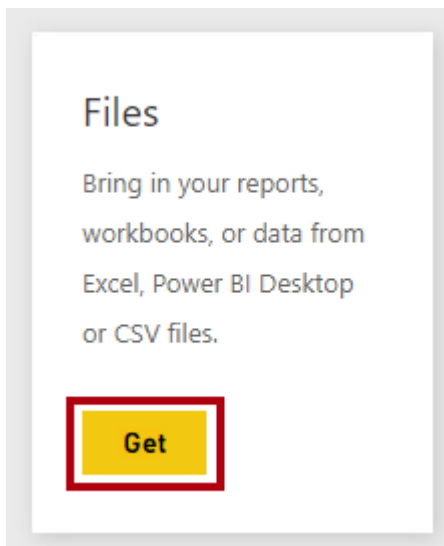 Files
Bring in your reports,
workbooks, or data from
Excel, Power BI Desktop
or CSV files.
Get